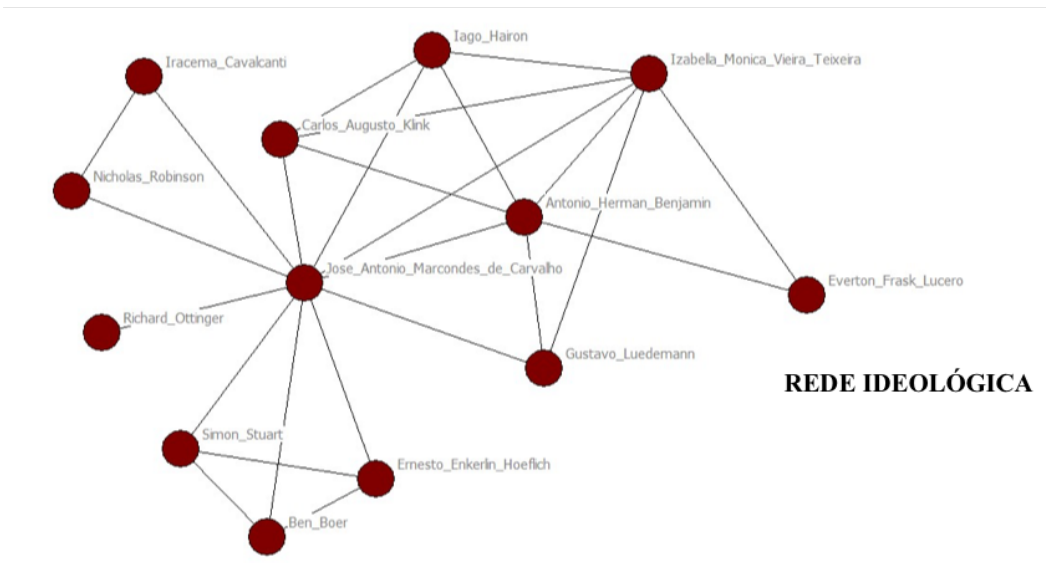 Iago_Hairon
Iracema_Cavalcanti
Izabella_Monica_Vieira_Teixeira
Carlos_Augusto_Klink
Nicholas_Robinson
Antonio_Herman_Benjamin
Jose_Antonio_Marcondes_de_Carvalho
Everton_Frask_Lucero
Richard_Ottinger
Gustavo_Luedemann
REDE IDEOLÓGICA
Simon_Stuart
Ernesto_Enkerlin_Hoeflich
Ben_Boer